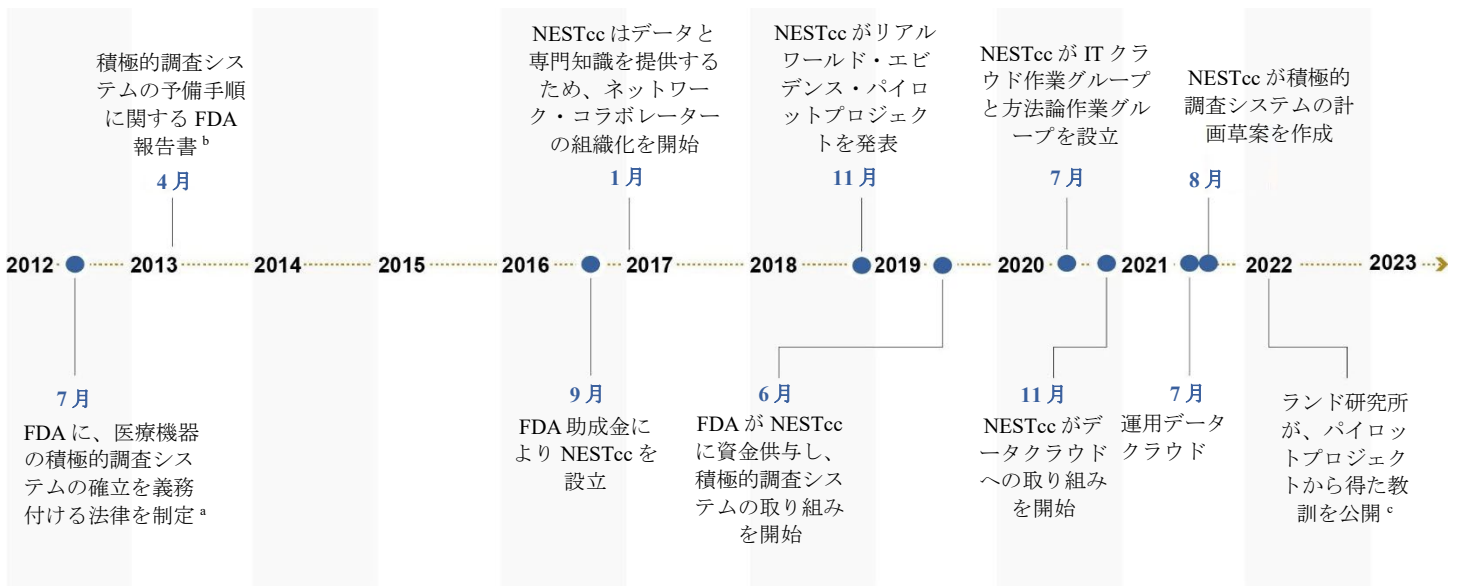 積極的調査シス
テムの予備手順
に関する FDA
報告書 b
4 月
NESTcc はデータと
専門知識を提供する
ため、ネットワー
ク・コラボレーター
の組織化を開始
1 月
NESTcc がリアル
ワールド・エビ
デンス・パイロ
ットプロジェク
トを発表
11 月
NESTcc が IT クラ
ウド作業グループ
と方法論作業グル
ープを設立
7 月
NESTcc が積極的
調査システムの計
画草案を作成
8 月
2012 2013 2014 2015 2016 2017 2018 2019 2020 2021 2022 2023
7 月
FDA に、医療機器
の積極的調査シス
テムの確立を義務
付ける法律を制定 a
9 月
FDA 助成金に
より NESTcc を
設立
6 月
FDA が NESTcc
に資金供与し、
積極的調査シス
テムの取り組み
を開始
11 月
NESTcc がデ
ータクラウド
への取り組み
を開始
7 月
運用データ
クラウド
ランド研究所
が、パイロッ
トプロジェク
トから得た教
訓を公開 c